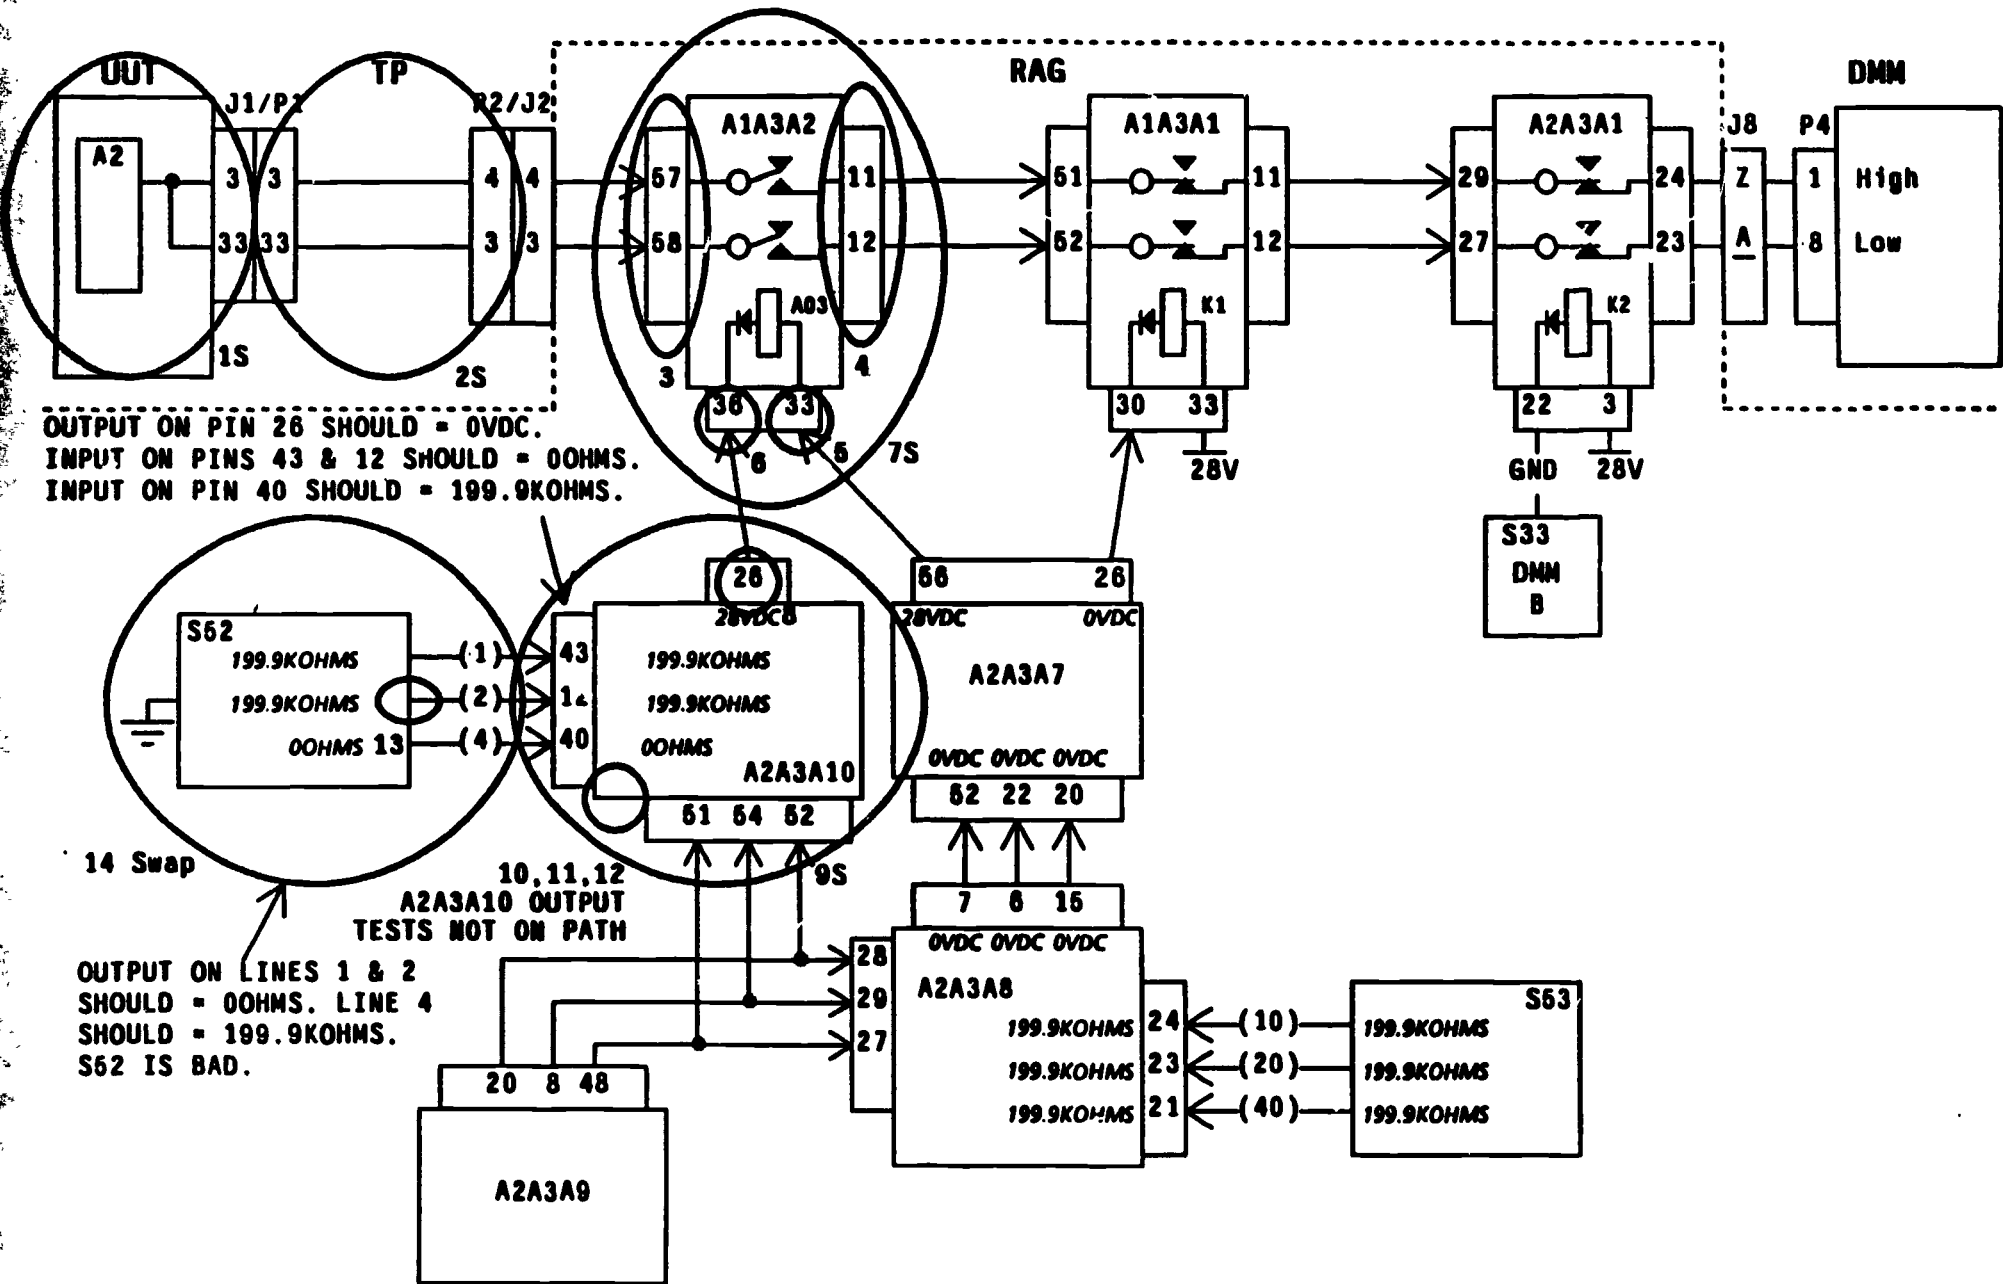 UUT
TP
RAG
DMM
J1/P1
P2/J2
A2
3 3
33 33
4 4
3 3
1S
2S
A1A3A2
57
58
11
12
A03
36 33
3
4
6
5
7S
A1A3A1
51
52
11
12
K1
30 33
28V
A2A3A1
29
27
24
23
K2
22 3
GND
28V
J8
P4
Z
A
1
8
High
Low
S33
DMM
B
OUTPUT ON PIN 26 SHOULD = 0VDC.
INPUT ON PINS 43 & 12 SHOULD = 0OHMS.
INPUT ON PIN 40 SHOULD = 199.9KOHMS.
S52
199.9KOHMS
199.9KOHMS
0OHMS 13
(1)
(2)
(4)
43
12
40
26
28VDC
8
199.9KOHMS
199.9KOHMS
0OHMS
A2A3A10
51 54 52
9S
56 26
28VDC 0VDC
A2A3A7
0VDC 0VDC 0VDC
52 22 20
14 Swap
10,11,12
A2A3A10 OUTPUT
TESTS NOT ON PATH
OUTPUT ON LINES 1 & 2
SHOULD = 0OHMS. LINE 4
SHOULD = 199.9KOHMS.
S52 IS BAD.
7 6 15
0VDC 0VDC 0VDC
28
29
27
A2A3A8
199.9KOHMS 24
199.9KOHMS 23
199.9KOHMS 21
(10)
(20)
(40)
S53
199.9KOHMS
199.9KOHMS
199.9KOHMS
20 8 48
A2A3A9